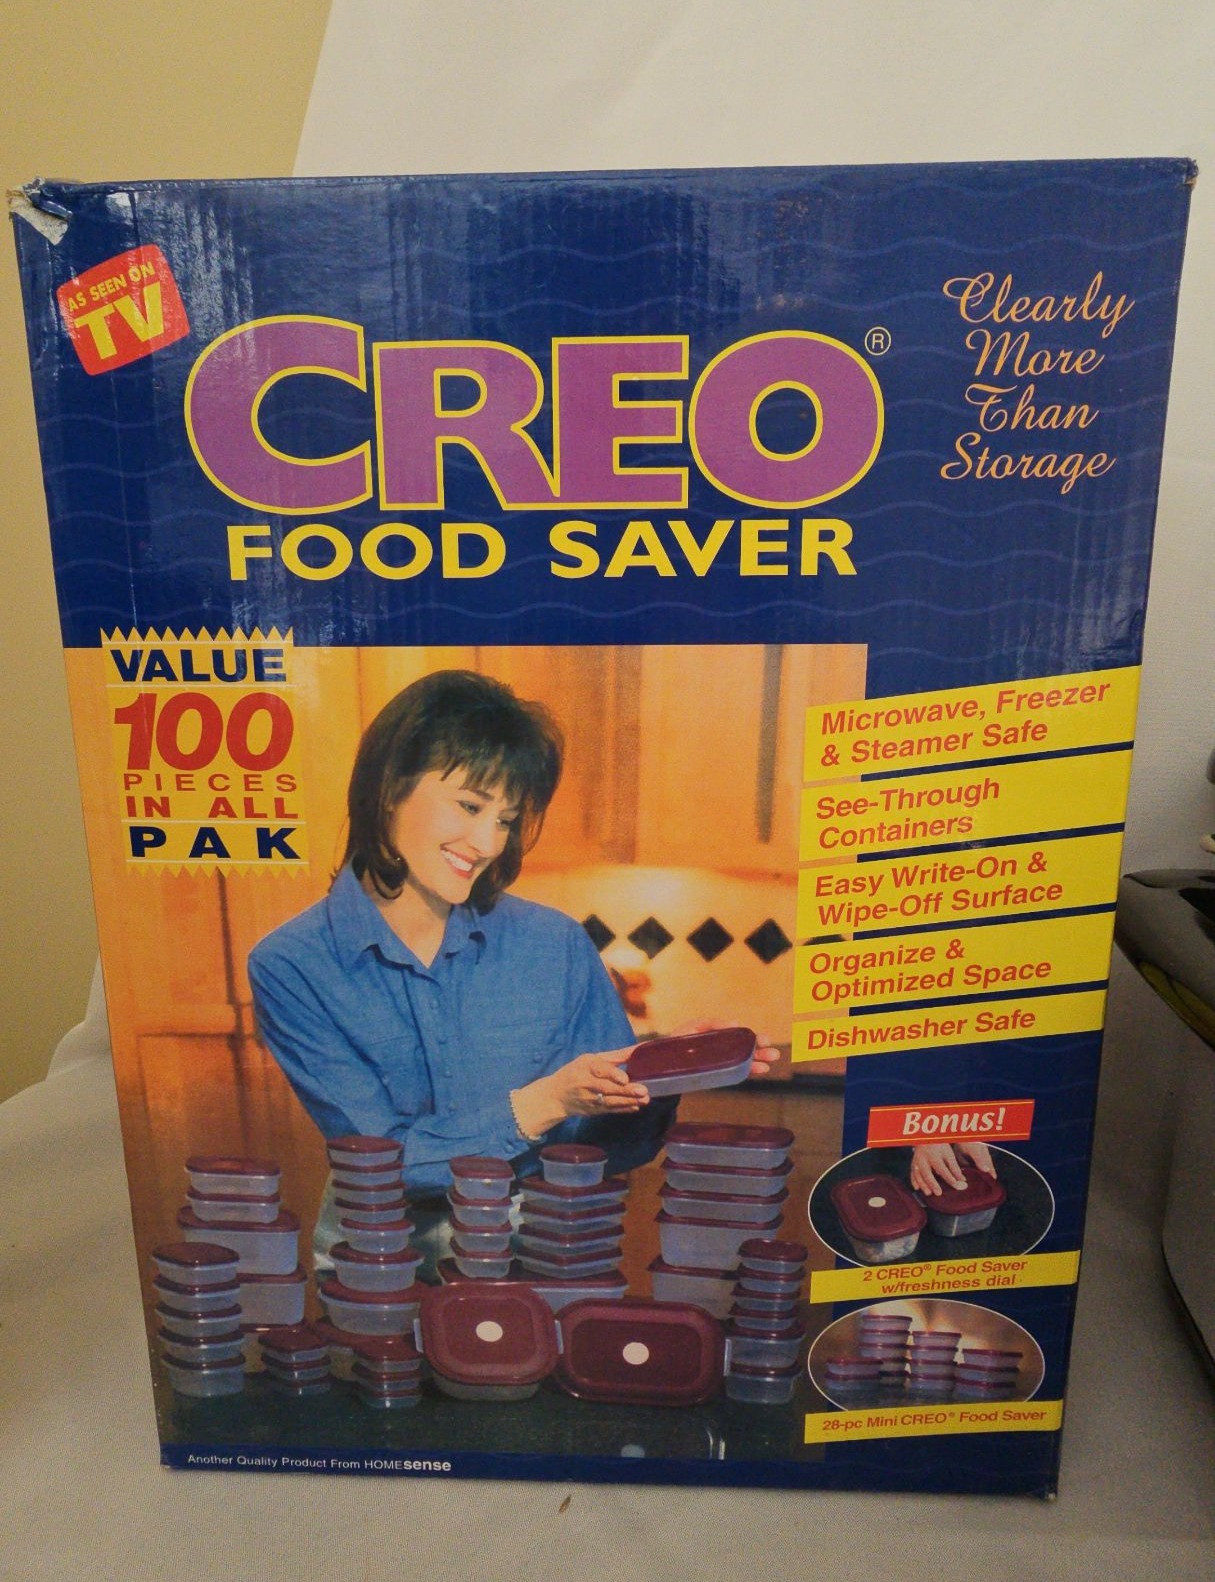 AS SEEN ON
TV
CREO®
FOOD SAVER
Clearly
More
Than
Storage
VALUE
100
PIECES
IN ALL
PAK
Microwave, Freezer
& Steamer Safe
See-Through
Containers
Easy Write-On &
Wipe-Off Surface
Organize &
Optimized Space
Dishwasher Safe
Bonus!
2 CREO® Food Saver
w/freshness dial
28-pc Mini CREO® Food Saver
Another Quality Product From HOMEsense